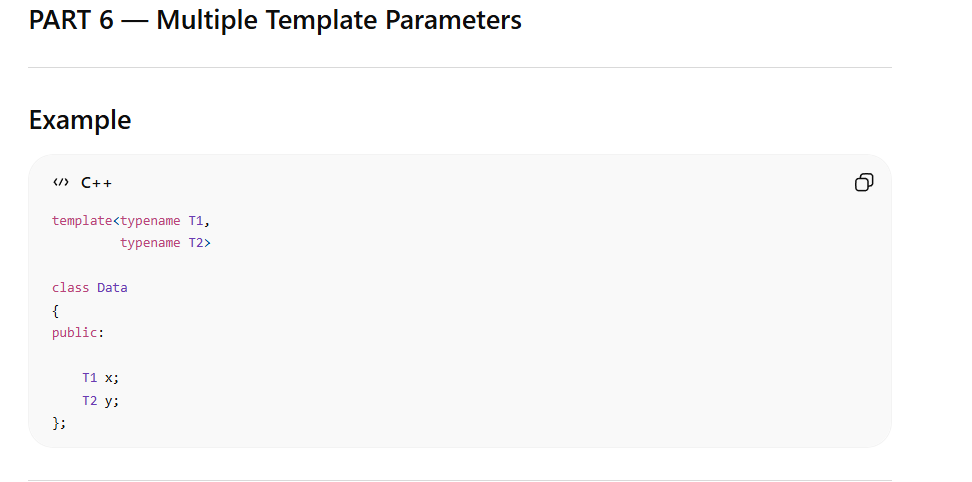 PART 6 — Multiple Template Parameters
Example
</> C++
template<typename T1,
         typename T2>
class Data
{
public:
    T1 x;
    T2 y;
};